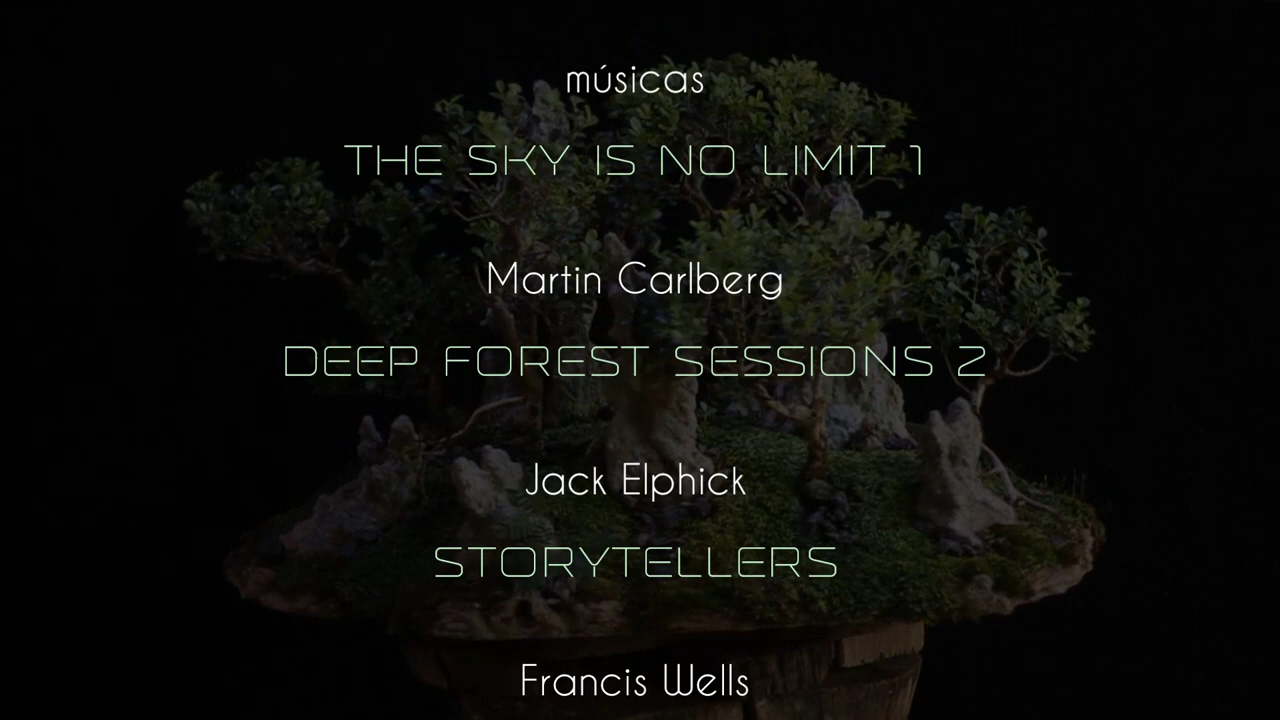 músicas
THE SKY IS NO LIMIT 1
Martin Carlberg
DEEP FOREST SESSIONS 2
Jack Elphick
STORYTELLERS
Francis Wells